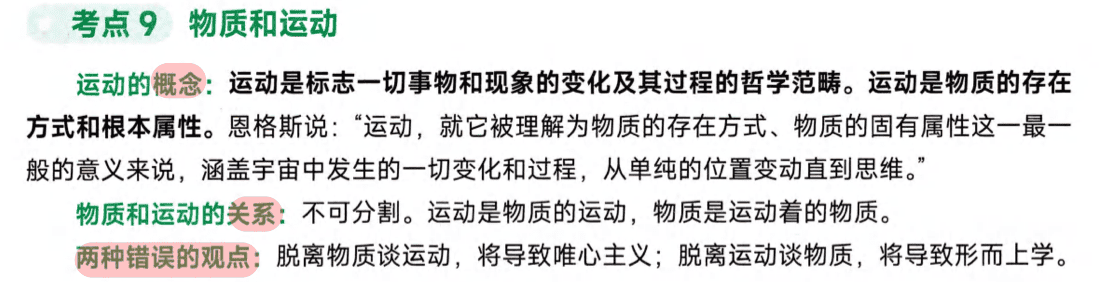 考点 9 物质和运动
运动的概念：运动是标志一切事物和现象的变化及其过程的哲学范畴。运动是物质的存在
方式和根本属性。恩格斯说：“运动，就它被理解为物质的存在方式、物质的固有属性这一最一
般的意义来说，涵盖宇宙中发生的一切变化和过程，从单纯的位置变动直到思维。”
物质和运动的关系：不可分割。运动是物质的运动，物质是运动着的物质。
两种错误的观点：脱离物质谈运动，将导致唯心主义；脱离运动谈物质，将导致形而上学。